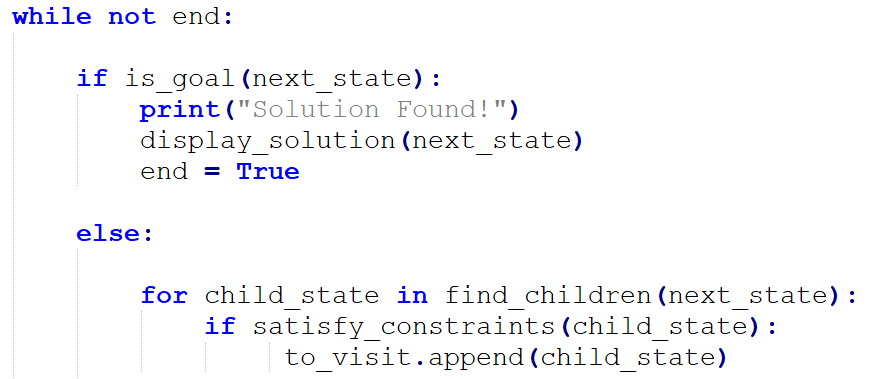 while not end:
if is_goal(next_state):
print("Solution Found!")
display_solution(next_state)
end = True
else:
for child_state in find_children(next_state):
if satisfy_constraints(child_state):
to_visit.append(child_state)